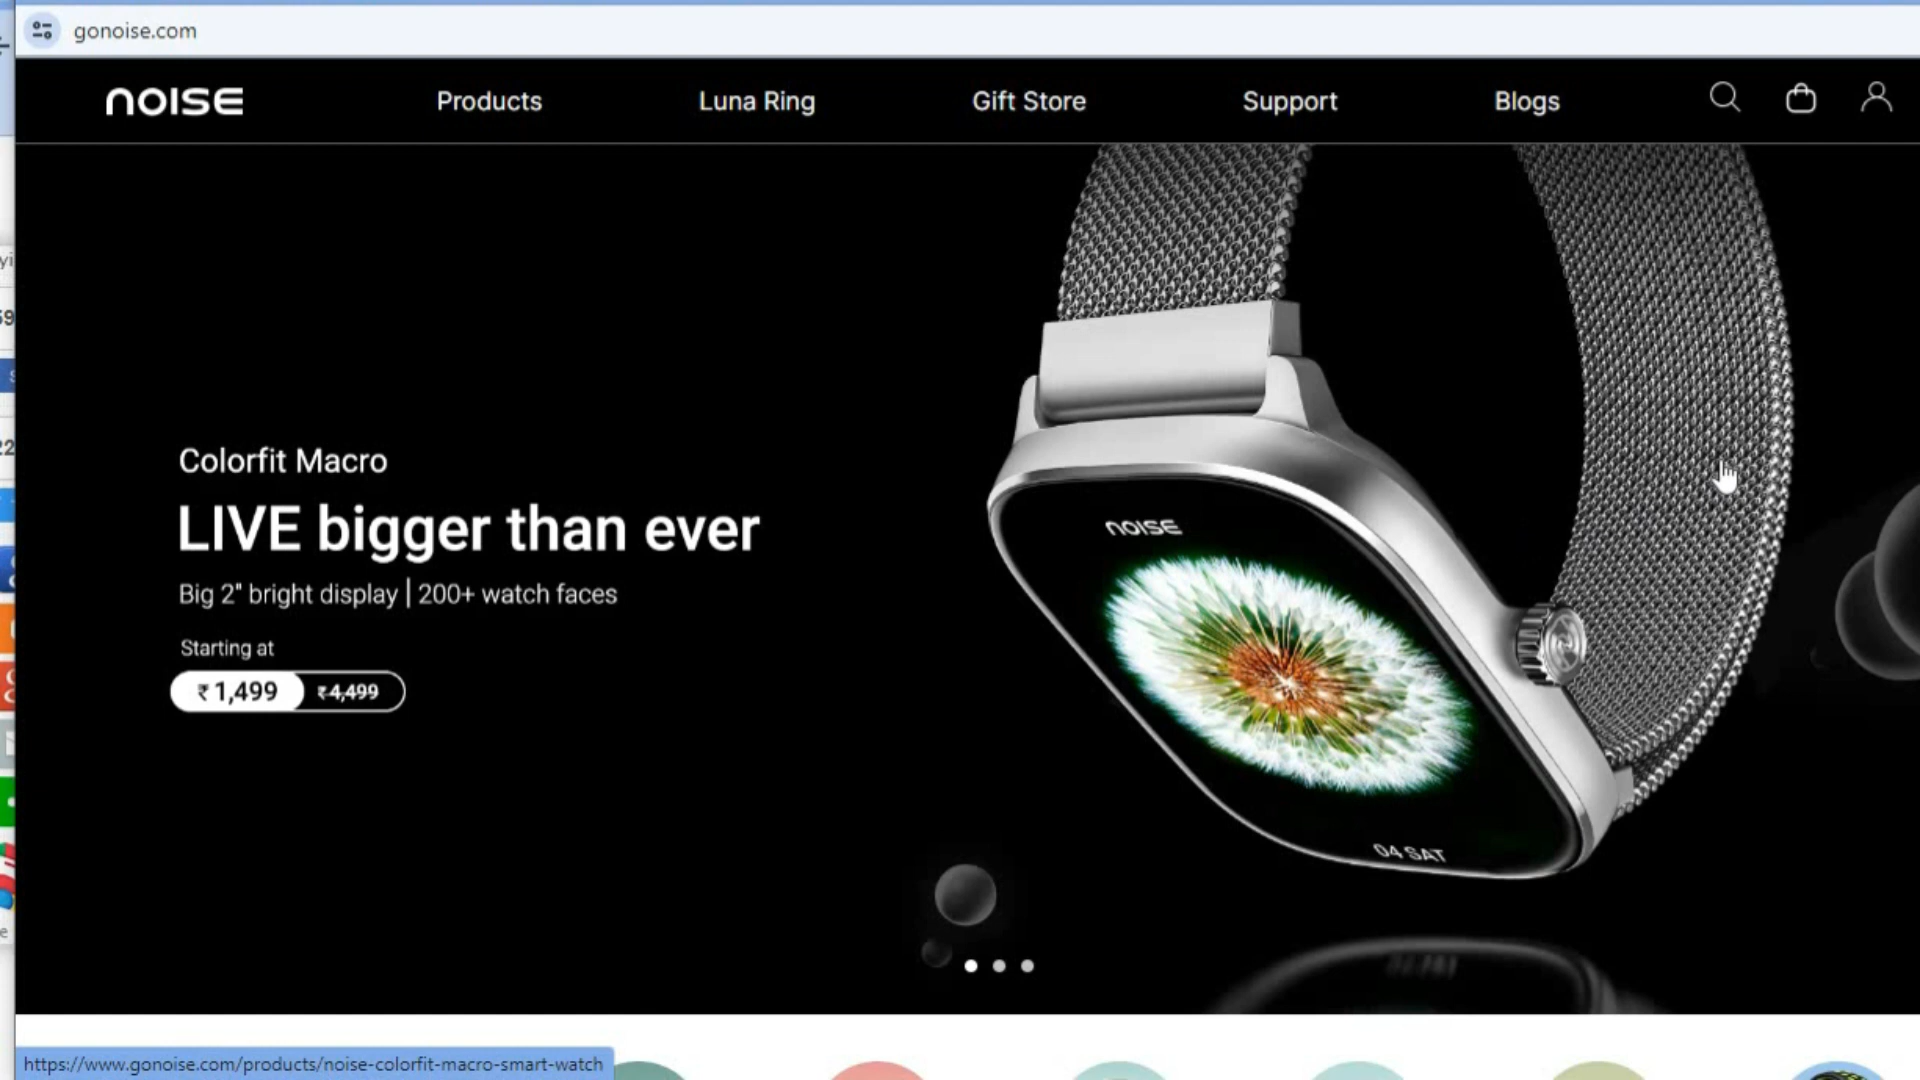 gonoise.com
NOISE
Products
Luna Ring
Gift Store
Support
Blogs
Colorfit Macro
LIVE bigger than ever
Big 2" bright display | 200+ watch faces
Starting at
₹ 1,499 ₹ 4,499
NOISE
04 SAT
https://www.gonoise.com/products/noise-colorfit-macro-smart-watch